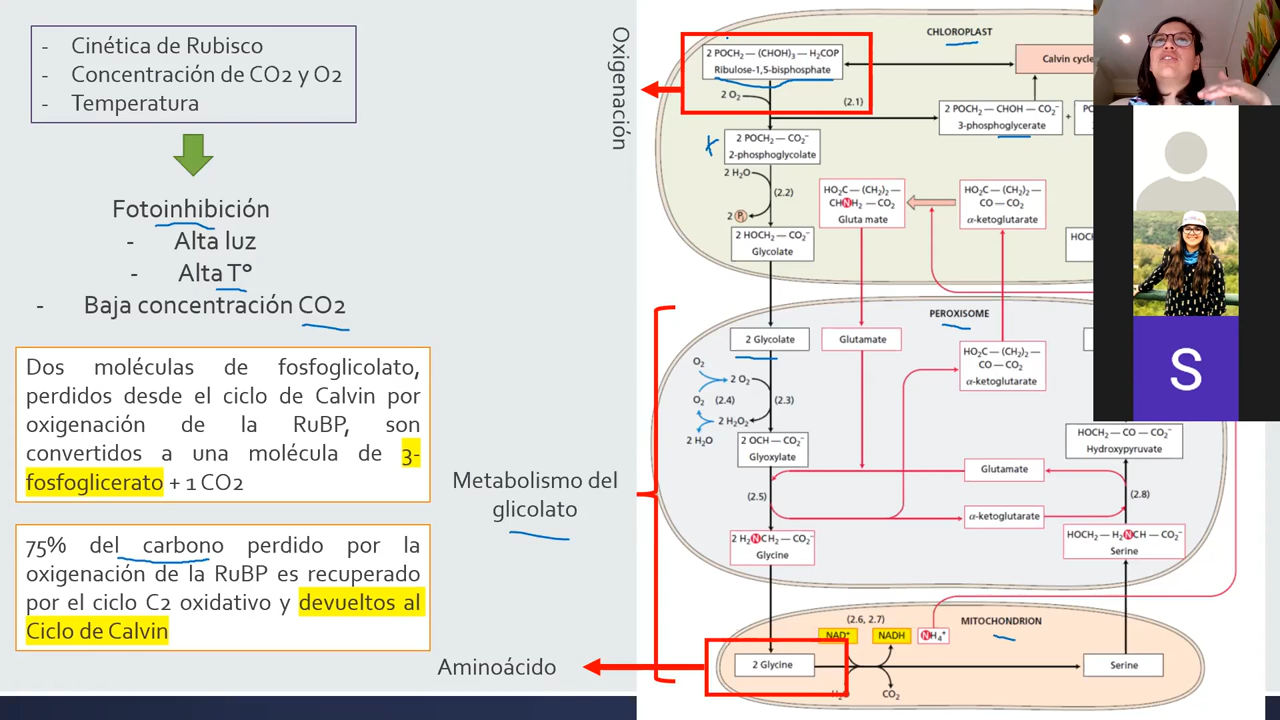 - Cinética de Rubisco
- Concentración de CO2 y O2
- Temperatura
Fotoinhibición
- Alta luz
- Alta T°
- Baja concentración CO2
Dos moléculas de fosfoglicolato,
perdidos desde el ciclo de Calvin por
oxigenación de la RuBP, son
convertidos a una molécula de 3-
fosfoglicerato + 1 CO2
75% del carbono perdido por la
oxigenación de la RuBP es recuperado
por el ciclo C2 oxidativo y devueltos al
Ciclo de Calvin
Oxigenación
Metabolismo del
glicolato
Aminoácido
CHLOROPLAST
2 POCH₂ — (CHOH)₃ — H₂COP
Ribulose-1,5-bisphosphate
Calvin cycle
2 O₂
(2.1)
2 POCH₂ — CHOH — CO₂⁻
3-phosphoglycerate
+
2 POCH₂ — CO₂⁻
2-phosphoglycolate
2 H₂O
(2.2)
2 Pᵢ
HO₂C — (CH₂)₂ —
CHNH₂ — CO₂
Gluta mate
HO₂C — (CH₂)₂ —
CO — CO₂
α-ketoglutarate
2 HOCH₂ — CO₂⁻
Glycolate
PEROXISOME
2 Glycolate
Glutamate
HO₂C — (CH₂)₂ —
CO — CO₂
α-ketoglutarate
O₂
2 O₂
(2.3)
O₂
(2.4)
2 H₂O₂
2 H₂O
2 OCH — CO₂⁻
Glyoxylate
HOCH₂ — CO — CO₂⁻
Hydroxypyruvate
Glutamate
(2.5)
(2.8)
α-ketoglutarate
2 H₂NCH₂ — CO₂⁻
Glycine
HOCH₂ — H₂NCH — CO₂⁻
Serine
MITOCHONDRION
(2.6, 2.7)
NAD⁺
NADH
NH₄⁺
2 Glycine
Serine
H₂O
CO₂
S